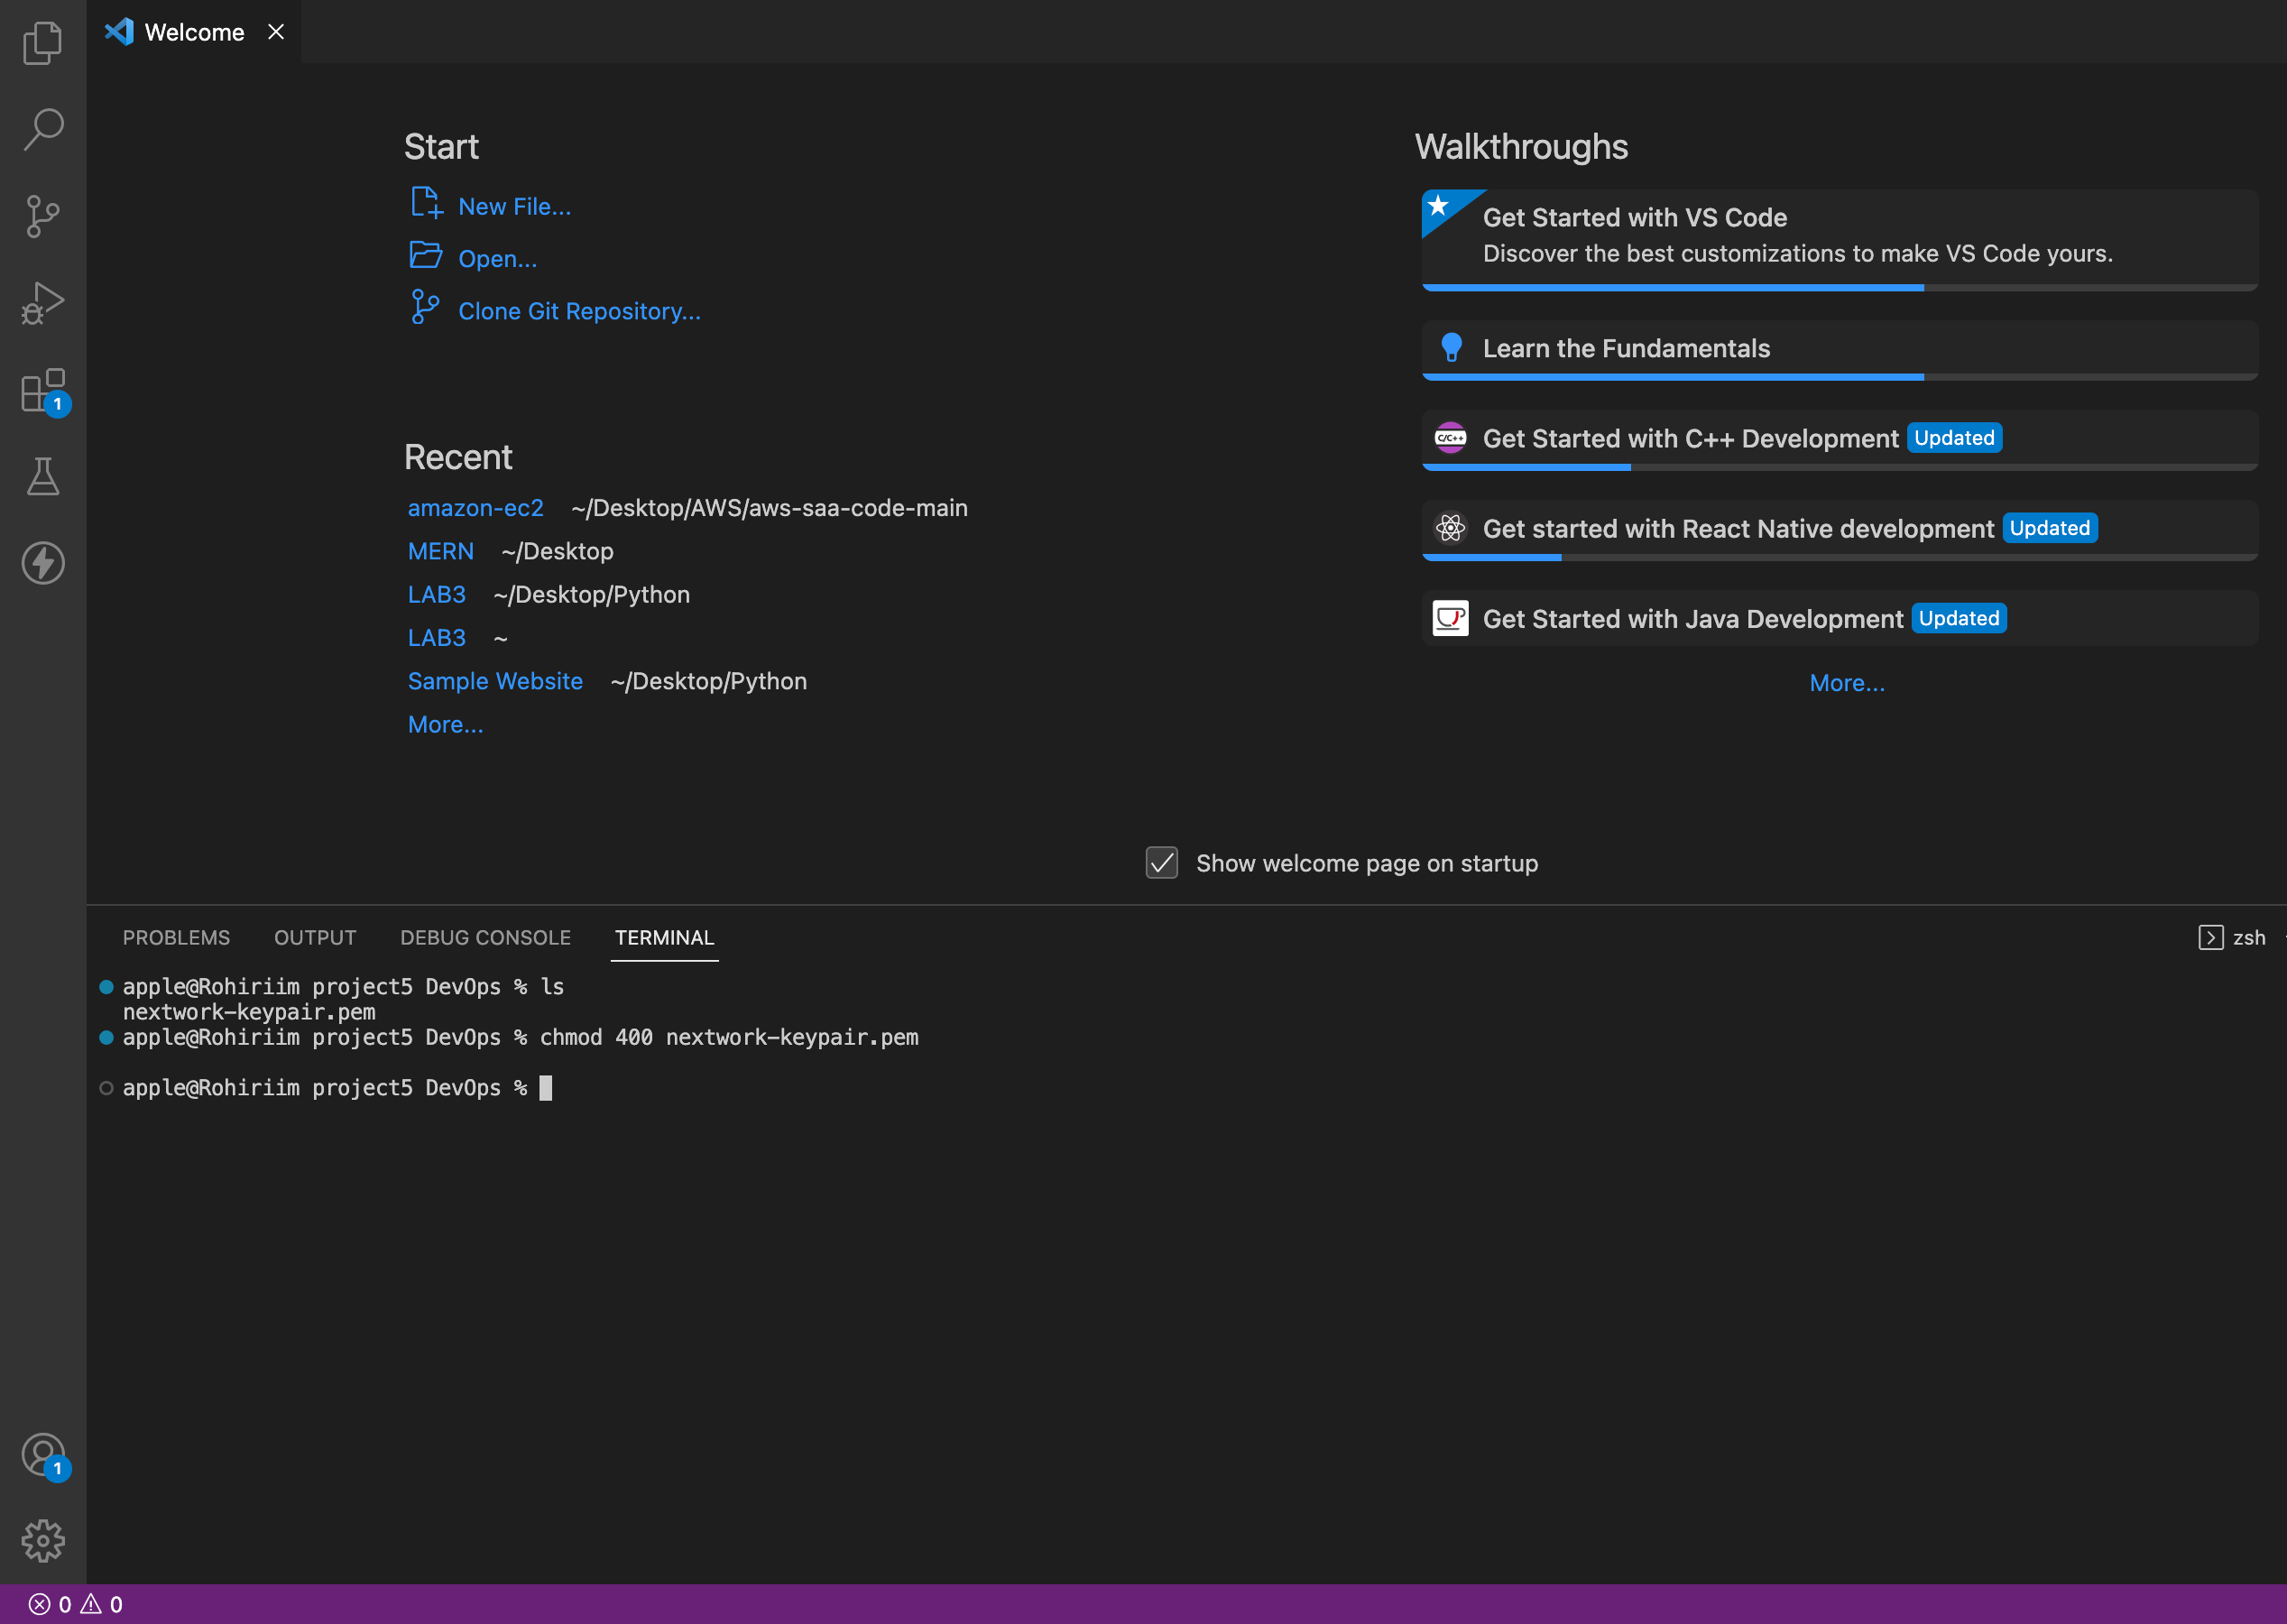 Welcome
Start
New File...
Open...
Clone Git Repository...
Recent
amazon-ec2 ~/Desktop/AWS/aws-saa-code-main
MERN ~/Desktop
LAB3 ~/Desktop/Python
LAB3 ~
Sample Website ~/Desktop/Python
More...
Walkthroughs
Get Started with VS Code
Discover the best customizations to make VS Code yours.
Learn the Fundamentals
C/C++ Get Started with C++ Development Updated
Get started with React Native development Updated
Get Started with Java Development Updated
More...
Show welcome page on startup
1
PROBLEMS OUTPUT DEBUG CONSOLE TERMINAL
zsh
apple@Rohiriim project5 DevOps % ls
nextwork-keypair.pem
apple@Rohiriim project5 DevOps % chmod 400 nextwork-keypair.pem
apple@Rohiriim project5 DevOps %
1
0 0